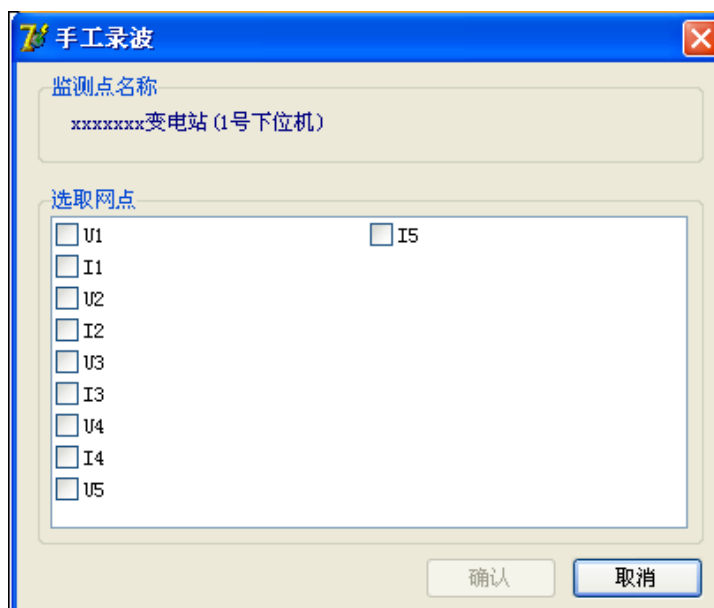 手工录波
监测点名称
xxxxxxx变电站(1号下位机)
选取网点
U1
I1
U2
I2
U3
I3
U4
I4
U5
I5
确认
取消